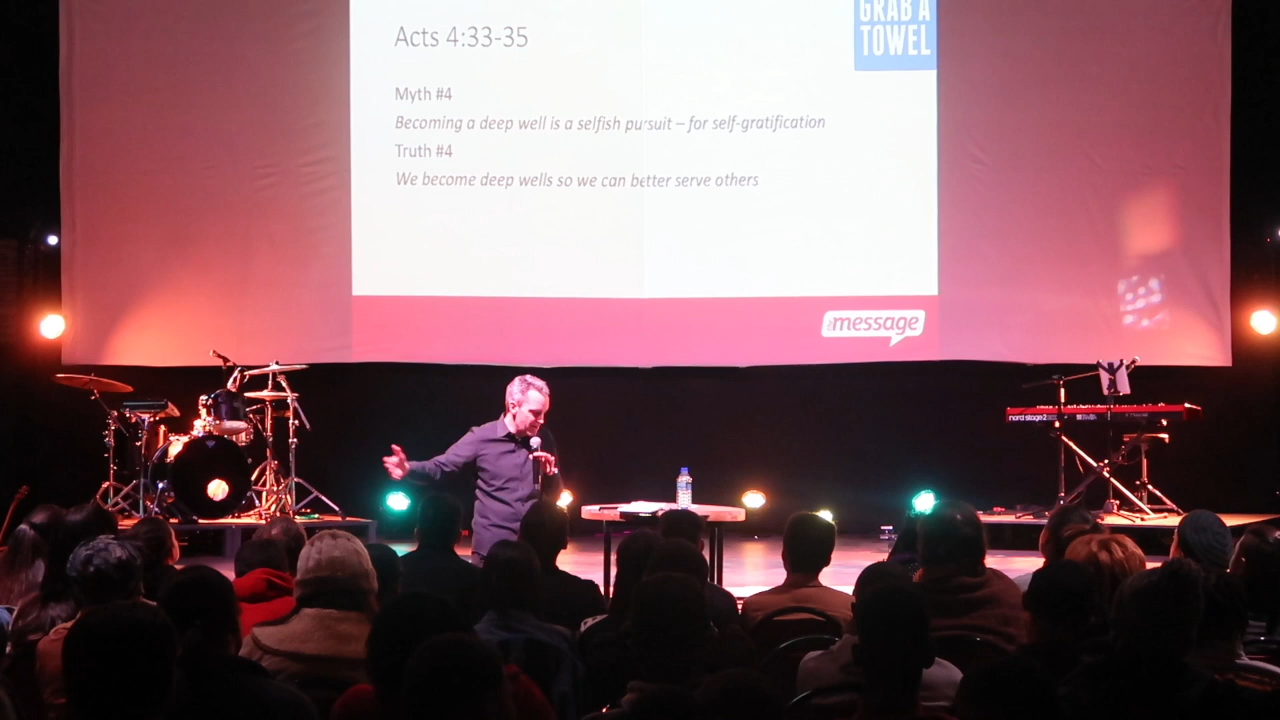 GRAB A
TOWEL
Acts 4:33-35
Myth #4
Becoming a deep well is a selfish pursuit – for self-gratification
Truth #4
We become deep wells so we can better serve others
message
nord stage 2